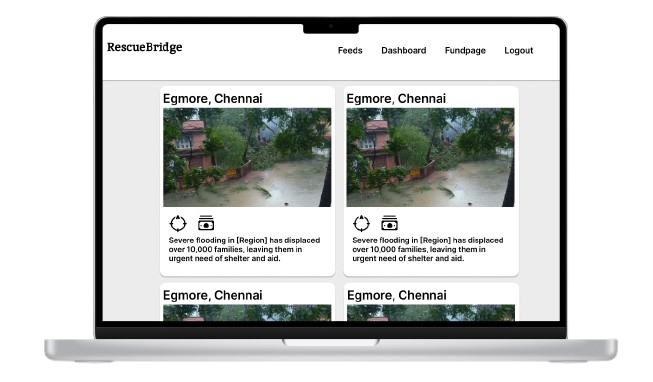 RescueBridge
Feeds Dashboard Fundpage Logout
Egmore, Chennai
Severe flooding in [Region] has displaced
over 10,000 families, leaving them in
urgent need of shelter and aid.
Egmore, Chennai
Severe flooding in [Region] has displaced
over 10,000 families, leaving them in
urgent need of shelter and aid.
Egmore, Chennai
Egmore, Chennai